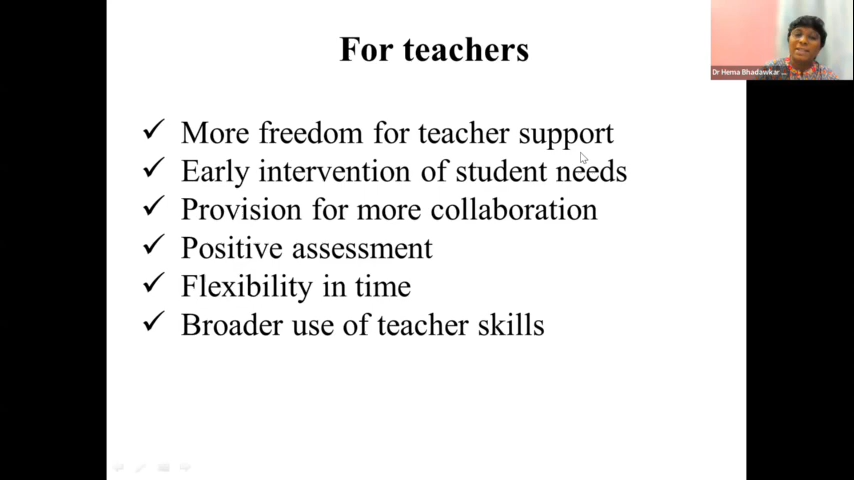 For teachers
Dr Hema Bhadawkar ...
✓ More freedom for teacher support
✓ Early intervention of student needs
✓ Provision for more collaboration
✓ Positive assessment
✓ Flexibility in time
✓ Broader use of teacher skills